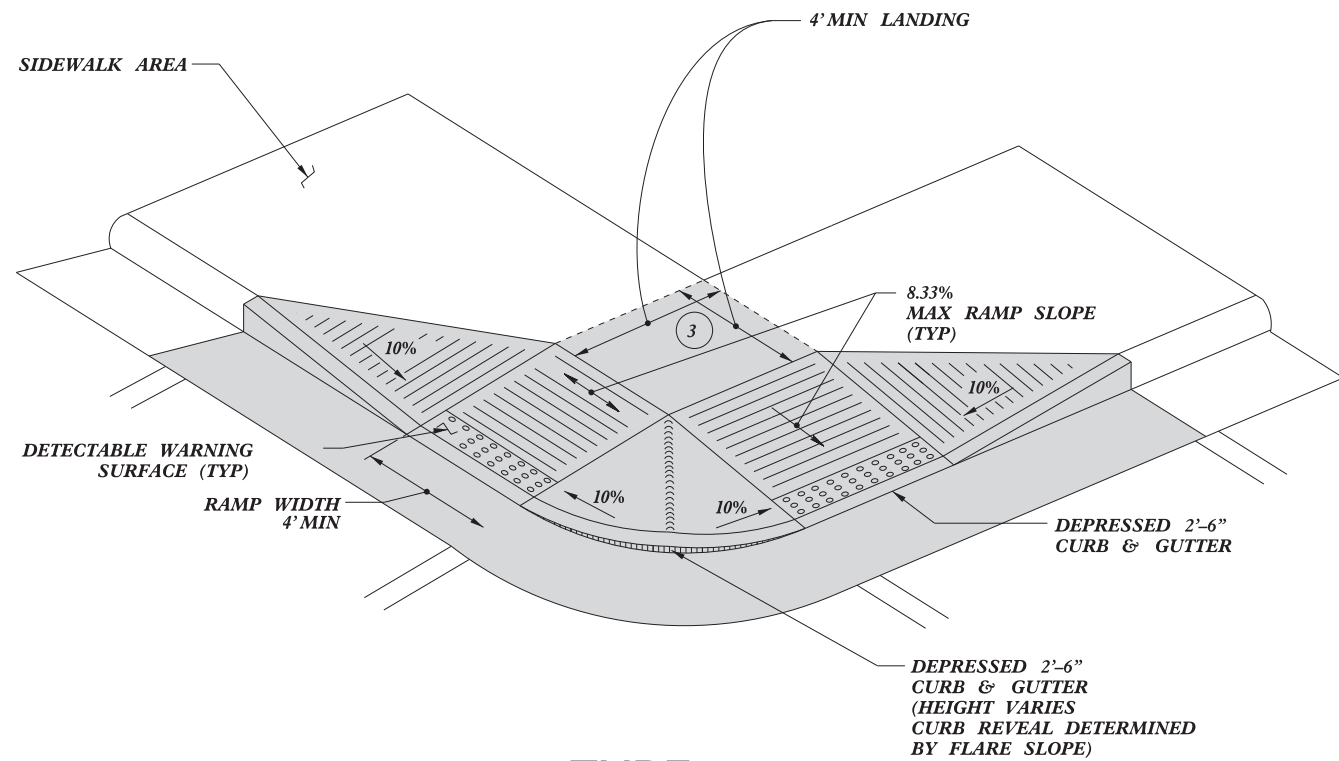 4' MIN LANDING
SIDEWALK AREA
8.33%
MAX RAMP SLOPE
(TYP)
3
10%
10%
DETECTABLE WARNING
SURFACE (TYP)
RAMP WIDTH
4' MIN
10%
10%
DEPRESSED 2'–6"
CURB & GUTTER
DEPRESSED 2'–6"
CURB & GUTTER
(HEIGHT VARIES
CURB REVEAL DETERMINED
BY FLARE SLOPE)